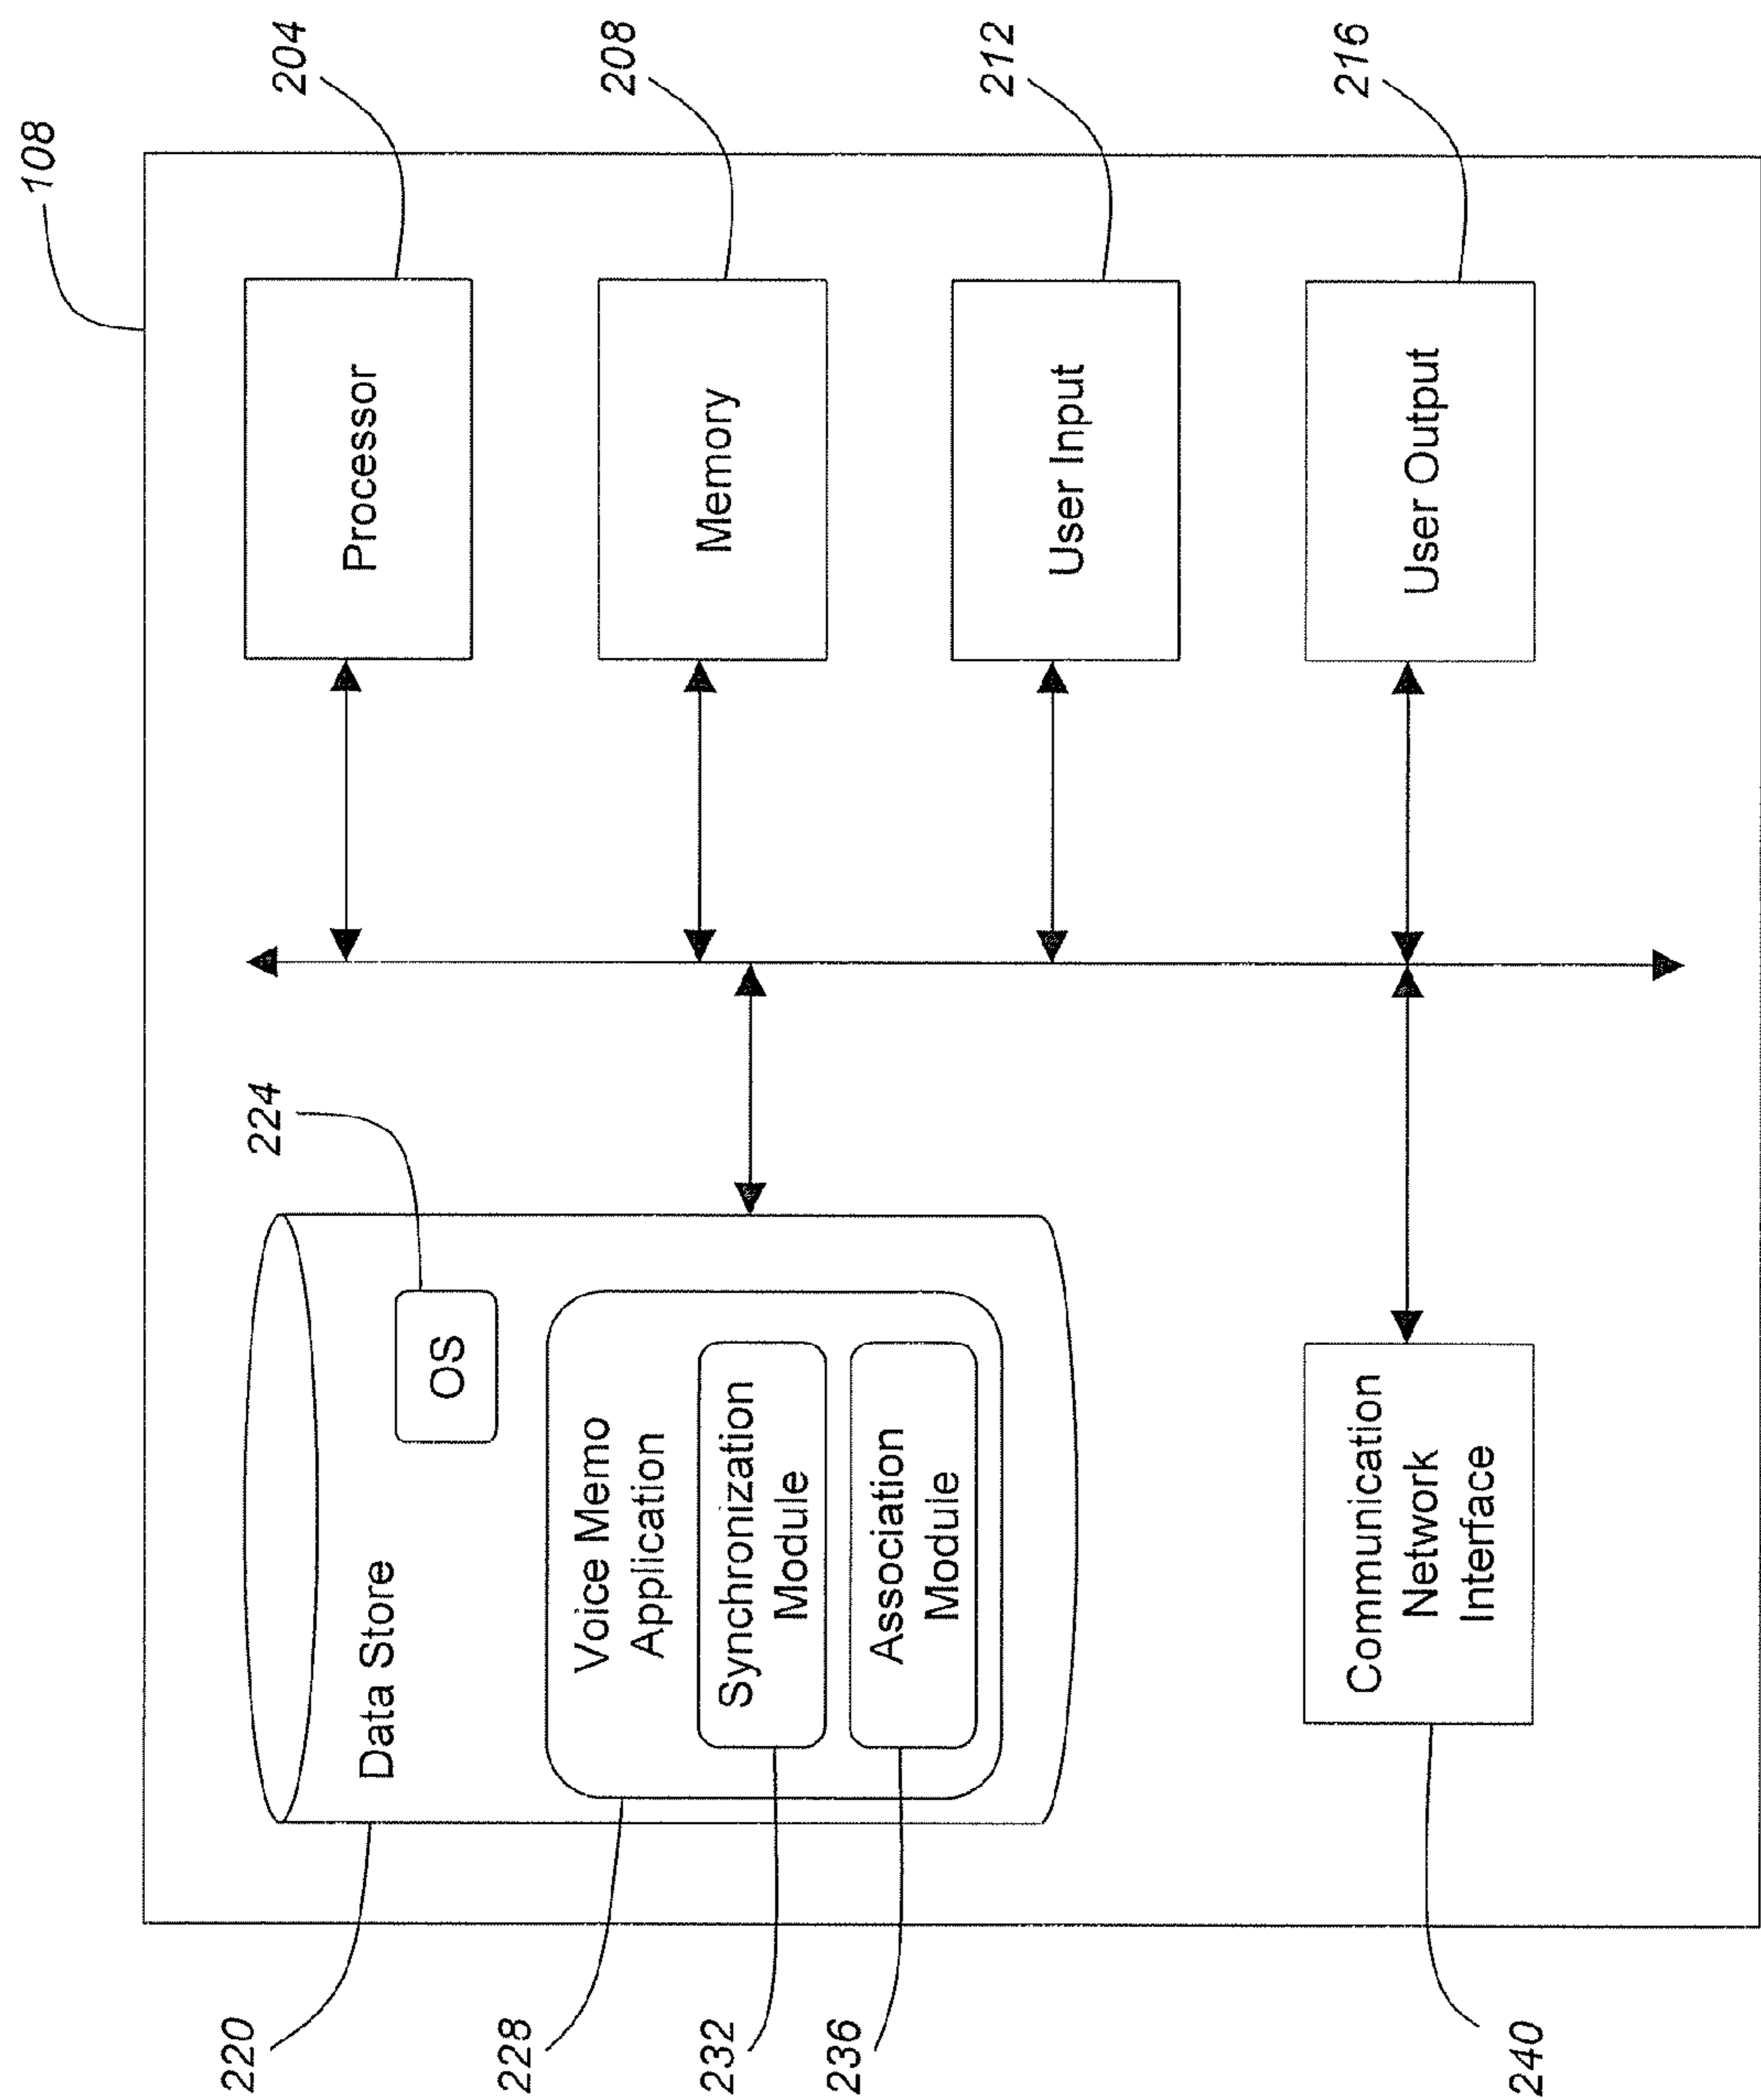 108
220
Data Store
224
OS
228
Voice Memo
Application
232
Synchronization
Module
236
Association
Module
240
Communication
Network
Interface
204
Processor
208
Memory
212
User Input
216
User Output